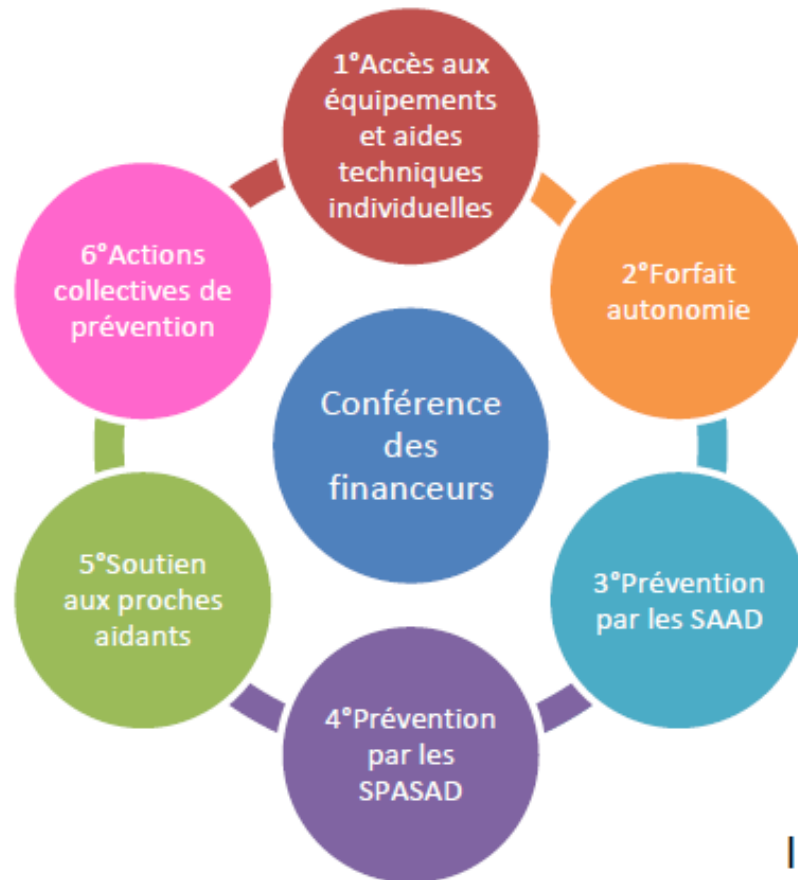 1°Accès aux
équipements
et aides
techniques
individuelles
2°Forfait
autonomie
3°Prévention
par les SAAD
4°Prévention
par les
SPASAD
5°Soutien
aux proches
aidants
6°Actions
collectives de
prévention
Conférence
des
financeurs